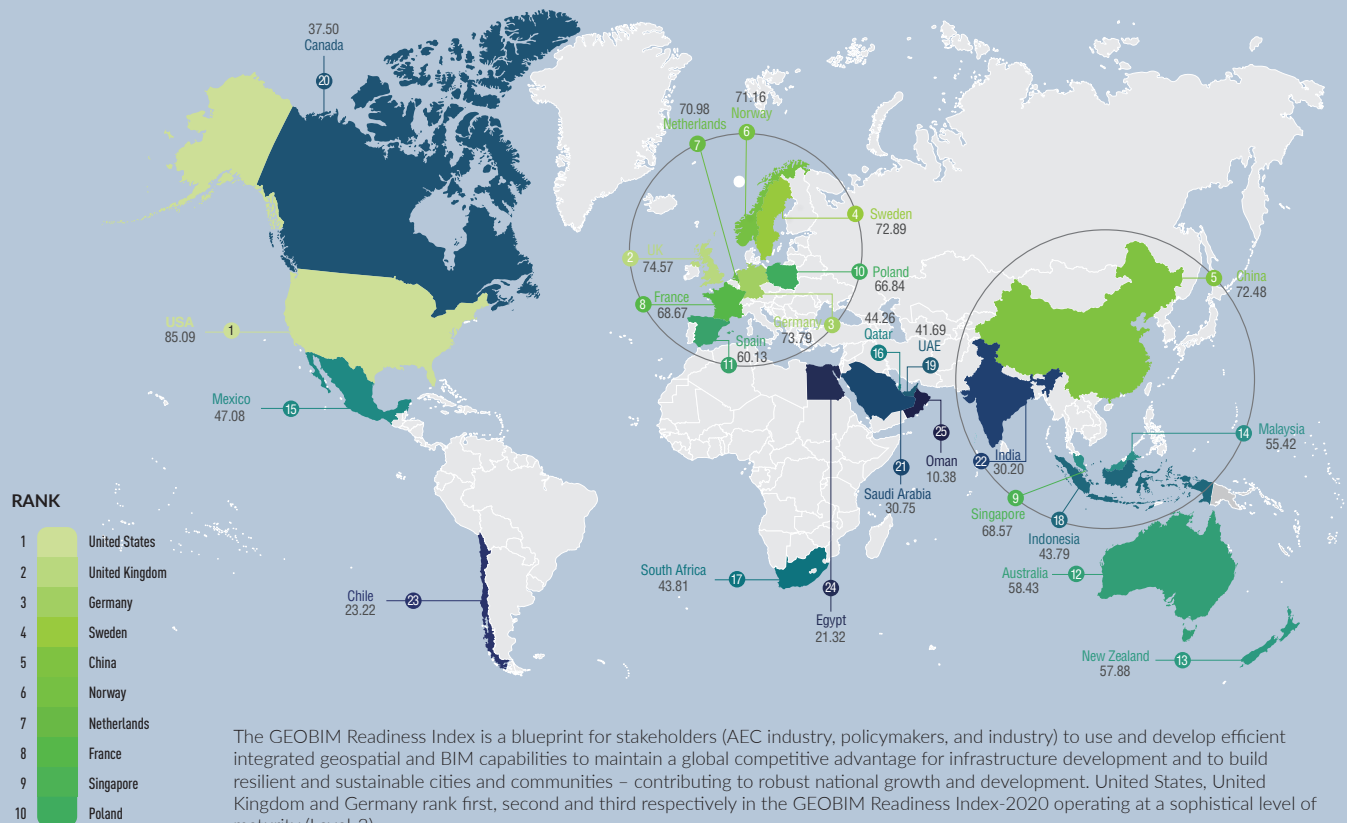 37.50
Canada
20
70.98
Netherlands
7
71.16
Norway
6
4
Sweden
72.89
2
UK
74.57
10
Poland
66.84
8
France
68.67
Germany
3
73.79
Spain
60.13
11
5
China
72.48
USA
85.09
1
44.26
Qatar
16
41.69
UAE
19
Mexico
47.08
15
14
Malaysia
55.42
25
Oman
10.38
22
India
30.20
21
Saudi Arabia
30.75
9
Singapore
68.57
18
Indonesia
43.79
South Africa
43.81
17
Australia
58.43
12
24
Egypt
21.32
Chile
23.22
23
New Zealand
57.88
13
RANK
1 United States
2 United Kingdom
3 Germany
4 Sweden
5 China
6 Norway
7 Netherlands
8 France
9 Singapore
10 Poland
The GEOBIM Readiness Index is a blueprint for stakeholders (AEC industry, policymakers, and industry) to use and develop efficient
integrated geospatial and BIM capabilities to maintain a global competitive advantage for infrastructure development and to build
resilient and sustainable cities and communities – contributing to robust national growth and development. United States, United
Kingdom and Germany rank first, second and third respectively in the GEOBIM Readiness Index-2020 operating at a sophistical level of